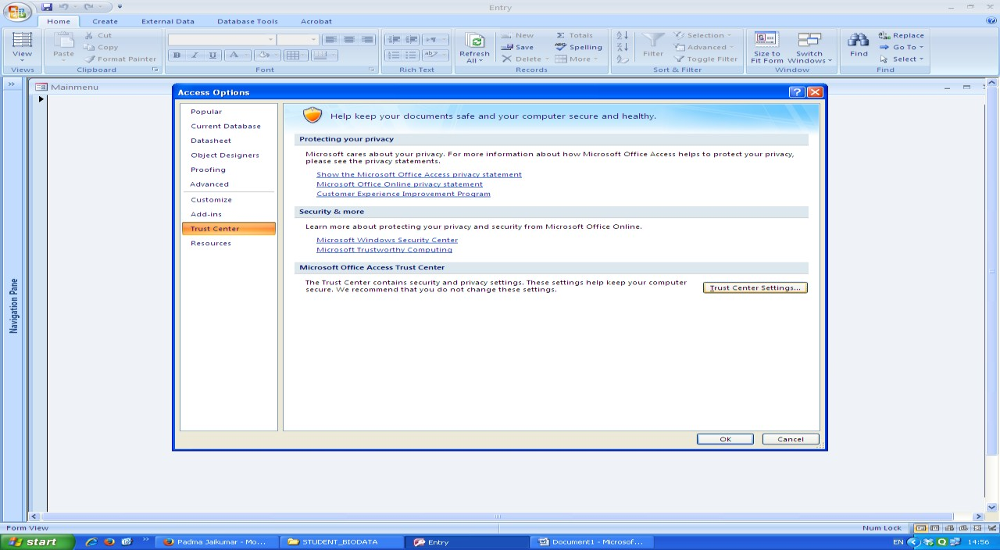 Entry
Home Create External Data Database Tools Acrobat
View
Views
Paste
Cut
Copy
Format Painter
Clipboard
B I U A
Font
Rich Text
Refresh All
New
Save
Delete
Totals
Spelling
More
Records
Filter
Selection
Advanced
Toggle Filter
Sort & Filter
Size to Fit Form
Switch Windows
Window
Find
Replace
Go To
Select
Find
Mainmenu
Navigation Pane
Access Options
Popular
Current Database
Datasheet
Object Designers
Proofing
Advanced
Customize
Add-ins
Trust Center
Resources
Help keep your documents safe and your computer secure and healthy.
Protecting your privacy
Microsoft cares about your privacy. For more information about how Microsoft Office Access helps to protect your privacy,
please see the privacy statements.
Show the Microsoft Office Access privacy statement
Microsoft Office Online privacy statement
Customer Experience Improvement Program
Security & more
Learn more about protecting your privacy and security from Microsoft Office Online.
Microsoft Windows Security Center
Microsoft Trustworthy Computing
Microsoft Office Access Trust Center
The Trust Center contains security and privacy settings. These settings help keep your computer
secure. We recommend that you do not change these settings.
Trust Center Settings...
OK
Cancel
Form View
Num Lock
start
Padma Jaikumar - Mo...
STUDENT_BIODATA
Entry
Document1 - Microsof...
EN
14:56